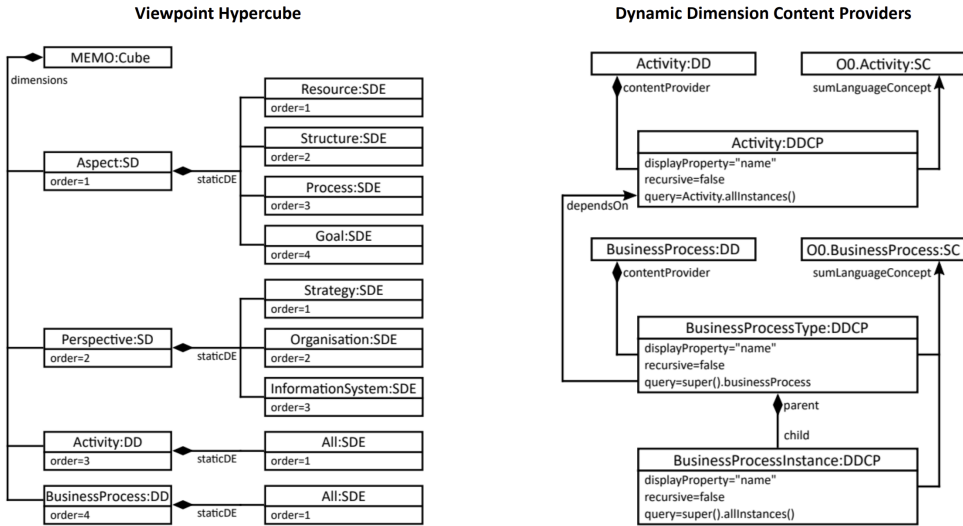 Viewpoint Hypercube
MEMO:Cube
dimensions
Resource:SDE
order=1
Structure:SDE
order=2
Aspect:SD
order=1
staticDE
Process:SDE
order=3
Goal:SDE
order=4
Strategy:SDE
order=1
Perspective:SD
order=2
staticDE
Organisation:SDE
order=2
InformationSystem:SDE
order=3
Activity:DD
order=3
staticDE
All:SDE
order=1
BusinessProcess:DD
order=4
staticDE
All:SDE
order=1
Dynamic Dimension Content Providers
Activity:DD
contentProvider
O0.Activity:SC
sumLanguageConcept
Activity:DDCP
displayProperty="name"
recursive=false
query=Activity.allInstances()
dependsOn
BusinessProcess:DD
contentProvider
O0.BusinessProcess:SC
sumLanguageConcept
BusinessProcessType:DDCP
displayProperty="name"
recursive=false
query=super().businessProcess
parent
child
BusinessProcessInstance:DDCP
displayProperty="name"
recursive=false
query=super().allInstances()